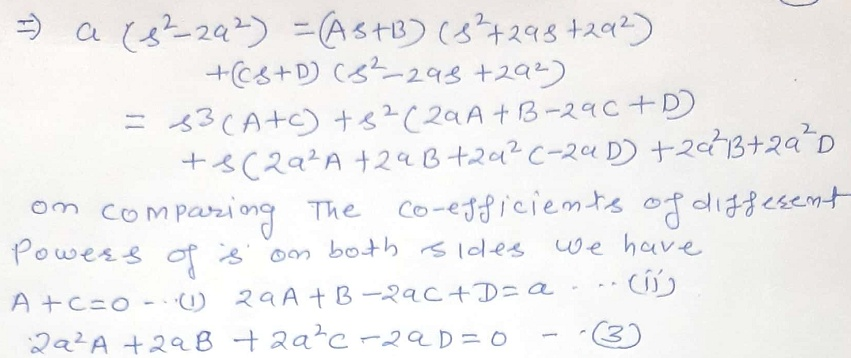 ⇒ a (s²-2a²) = (As+B) (s²+2as+2a²)
+(Cs+D) (s²-2as+2a²)
= s3(A+C) +s²(2aA+B-2aC+D)
+s(2a²A+2aB+2a²C-2aD) +2a²B+2a²D
on comparing The co-efficients of different
Powers of 's' on both sides we have
A+C=0 --(1) 2aA+B-2aC+D=a ---(ii)
2a²A+2aB+2a²C-2aD=0 --(3)